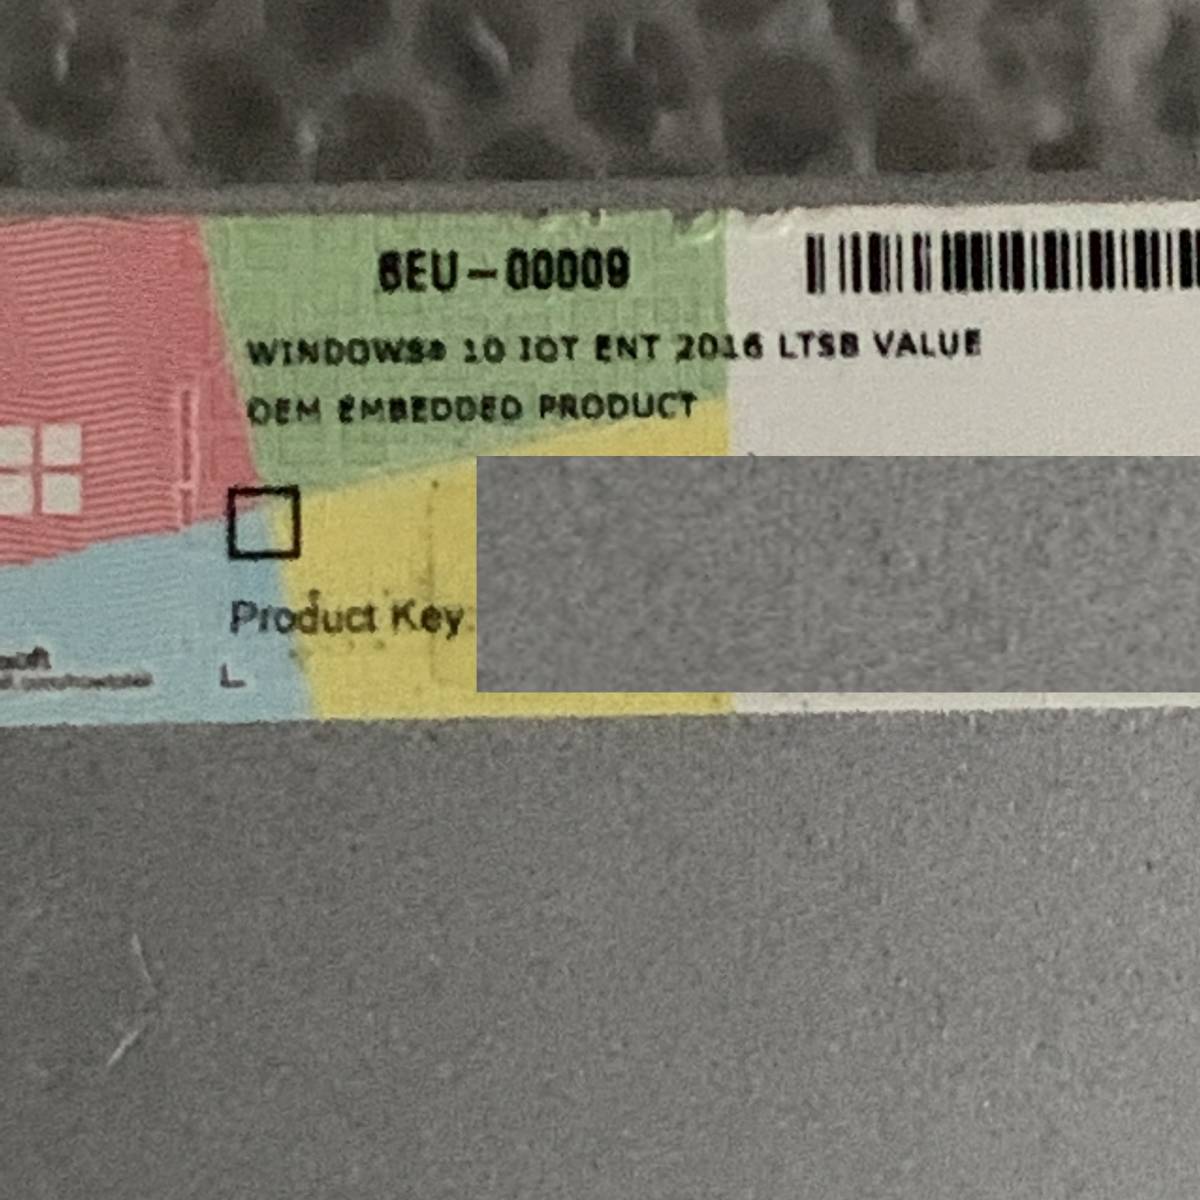 6EU-00009
WINDOWS® 10 IOT ENT 2016 LTSB VALUE
OEM EMBEDDED PRODUCT
Product Key: